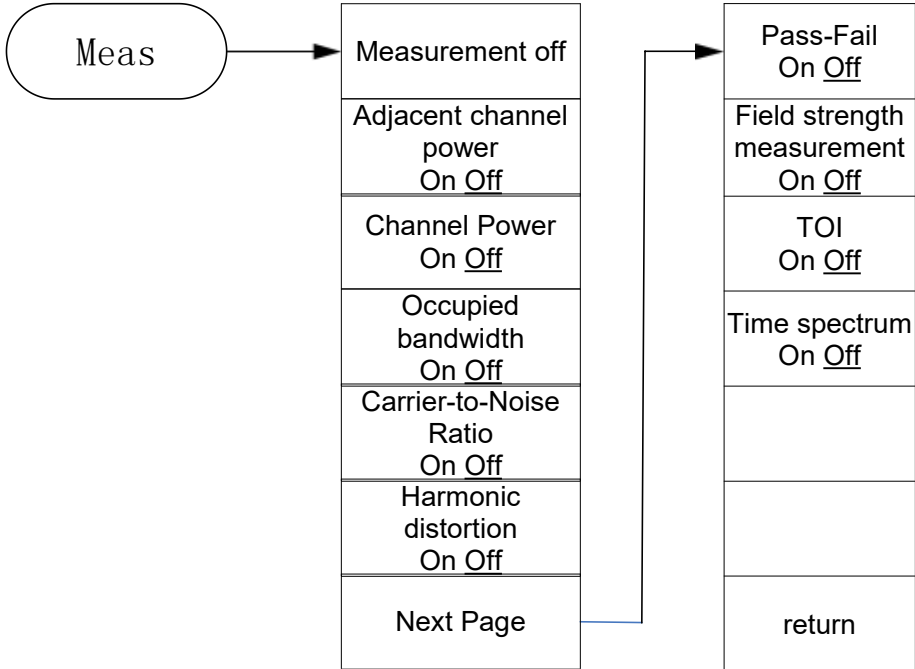 Meas
Measurement off
Adjacent channel
power
On Off
Channel Power
On Off
Occupied
bandwidth
On Off
Carrier-to-Noise
Ratio
On Off
Harmonic
distortion
On Off
Next Page
Pass-Fail
On Off
Field strength
measurement
On Off
TOI
On Off
Time spectrum
On Off
return